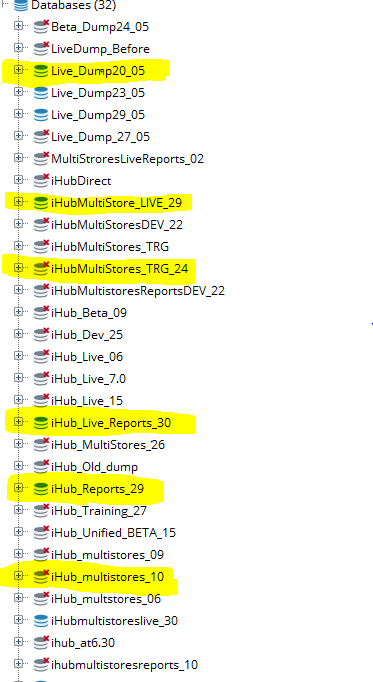 Databases (32)
Beta_Dump24_05
LiveDump_Before
Live_Dump20_05
Live_Dump23_05
Live_Dump29_05
Live_Dump_27_05
MultiStroresLiveReports_02
iHubDirect
iHubMultiStore_LIVE_29
iHubMultiStoresDEV_22
iHubMultiStores_TRG
iHubMultiStores_TRG_24
iHubMultistoresReportsDEV_22
iHub_Beta_09
iHub_Dev_25
iHub_Live_06
iHub_Live_7.0
iHub_Live_15
iHub_Live_Reports_30
iHub_MultiStores_26
iHub_Old_dump
iHub_Reports_29
iHub_Training_27
iHub_Unified_BETA_15
iHub_multistores_09
iHub_multistores_10
iHub_multstores_06
iHubmultistoreslive_30
ihub_at6.30
ihubmultistoresreports_10